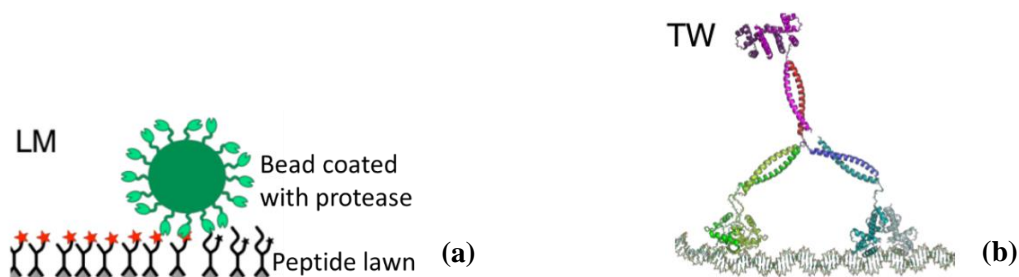 LM
Bead coated
with protease
Peptide lawn
(a)
TW
(b)